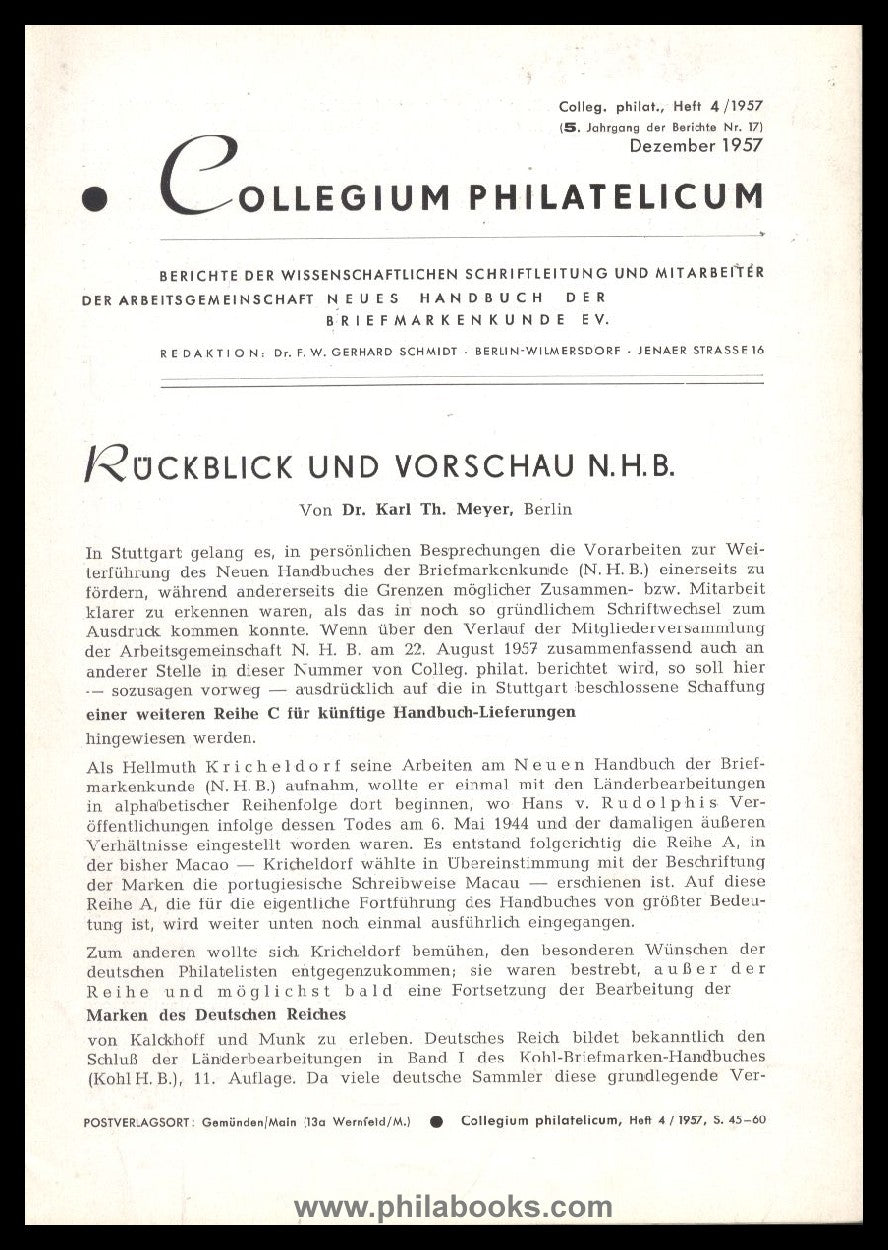 Colleg. philat., Heft 4/1957
(5. Jahrgang der Berichte Nr. 17)
Dezember 1957
● COLLEGIUM PHILATELICUM
BERICHTE DER WISSENSCHAFTLICHEN SCHRIFTLEITUNG UND MITARBEITER
DER ARBEITSGEMEINSCHAFT NEUES HANDBUCH DER
BRIEFMARKENKUNDE EV.
REDAKTION: Dr. F. W. GERHARD SCHMIDT - BERLIN-WILMERSDORF - JENAER STRASSE 16
RÜCKBLICK UND VORSCHAU N.H.B.
Von Dr. Karl Th. Meyer, Berlin
In Stuttgart gelang es, in persönlichen Besprechungen die Vorarbeiten zur Wei-
terführung des Neuen Handbuches der Briefmarkenkunde (N. H. B.) einerseits zu
fördern, während andererseits die Grenzen möglicher Zusammen- bzw. Mitarbeit
klarer zu erkennen waren, als das in noch so gründlichem Schriftwechsel zum
Ausdruck kommen konnte. Wenn über den Verlauf der Mitgliederversammlung
der Arbeitsgemeinschaft N. H. B. am 22. August 1957 zusammenfassend auch an
anderer Stelle in dieser Nummer von Colleg. philat. berichtet wird, so soll hier
— sozusagen vorweg — ausdrücklich auf die in Stuttgart beschlossene Schaffung
einer weiteren Reihe C für künftige Handbuch-Lieferungen
hingewiesen werden.
Als Hellmuth Kricheldorf seine Arbeiten am Neuen Handbuch der Brief-
markenkunde (N. H. B.) aufnahm, wollte er einmal mit den Länderbearbeitungen
in alphabetischer Reihenfolge dort beginnen, wo Hans v. Rudolphis Ver-
öffentlichungen infolge dessen Todes am 6. Mai 1944 und der damaligen äußeren
Verhältnisse eingestellt worden waren. Es entstand folgerichtig die Reihe A, in
der bisher Macao — Kricheldorf wählte in Übereinstimmung mit der Beschriftung
der Marken die portugiesische Schreibweise Macau — erschienen ist. Auf diese
Reihe A, die für die eigentliche Fortführung des Handbuches von größter Bedeu-
tung ist, wird weiter unten noch einmal ausführlich eingegangen.
Zum anderen wollte sich Kricheldorf bemühen, den besonderen Wünschen der
deutschen Philatelisten entgegenzukommen; sie waren bestrebt, außer der
Reihe und möglichst bald eine Fortsetzung der Bearbeitung der
Marken des Deutschen Reiches
von Kalckhoff und Munk zu erleben. Deutsches Reich bildet bekanntlich den
Schluß der Länderbearbeitungen in Band I des Kohl-Briefmarken-Handbuches
(Kohl H. B.), 11. Auflage. Da viele deutsche Sammler diese grundlegende Ver-
POSTVERLAGSORT: Gemünden/Main (13a Wernfeld/M.) ● Collegium philatelicum, Heft 4 / 1957, S. 45–60
www.philabooks.com